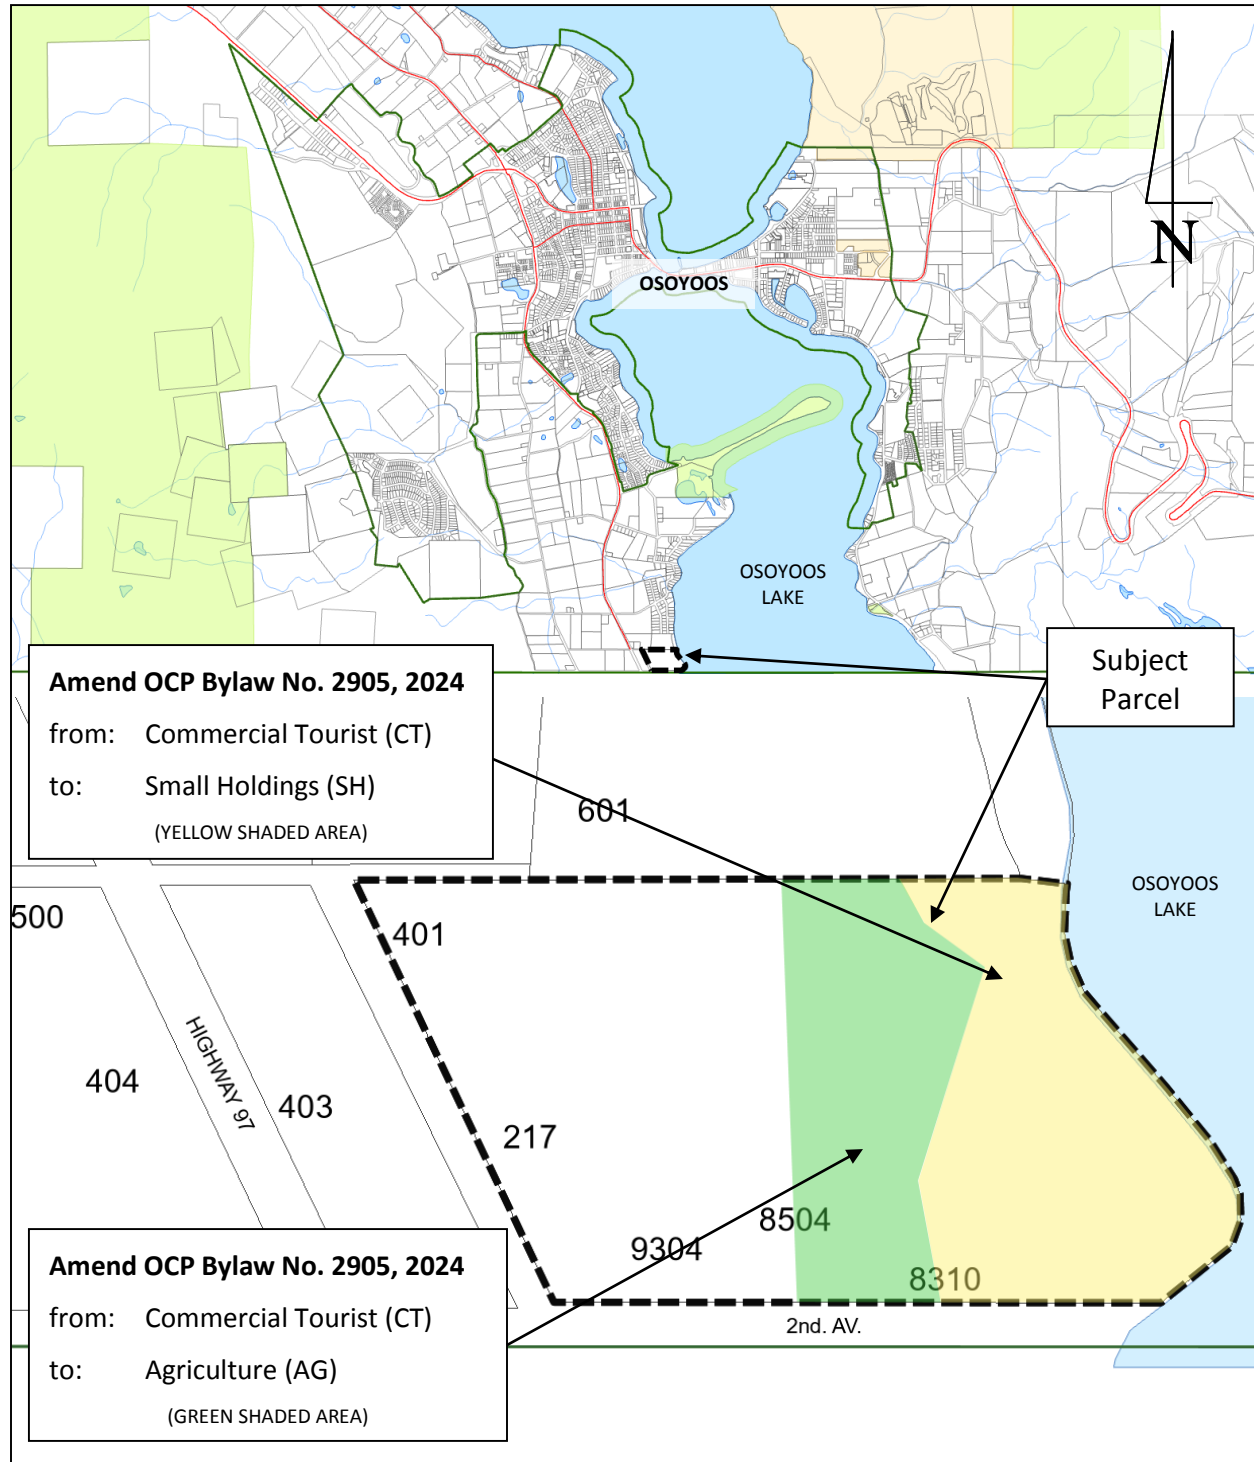 N
OSOYOOS
OSOYOOS
LAKE
Subject
Parcel
Amend OCP Bylaw No. 2905, 2024
from: Commercial Tourist (CT)
to: Small Holdings (SH)
(YELLOW SHADED AREA)
601
OSOYOOS
LAKE
500
401
404
HIGHWAY 97
403
217
8504
9304
8310
2nd. AV.
Amend OCP Bylaw No. 2905, 2024
from: Commercial Tourist (CT)
to: Agriculture (AG)
(GREEN SHADED AREA)